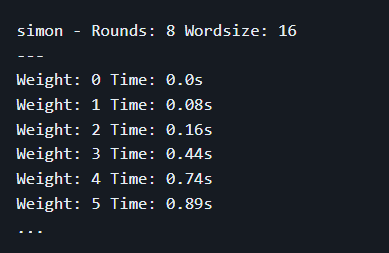 simon - Rounds: 8 Wordsize: 16
---
Weight: 0 Time: 0.0s
Weight: 1 Time: 0.08s
Weight: 2 Time: 0.16s
Weight: 3 Time: 0.44s
Weight: 4 Time: 0.74s
Weight: 5 Time: 0.89s
...